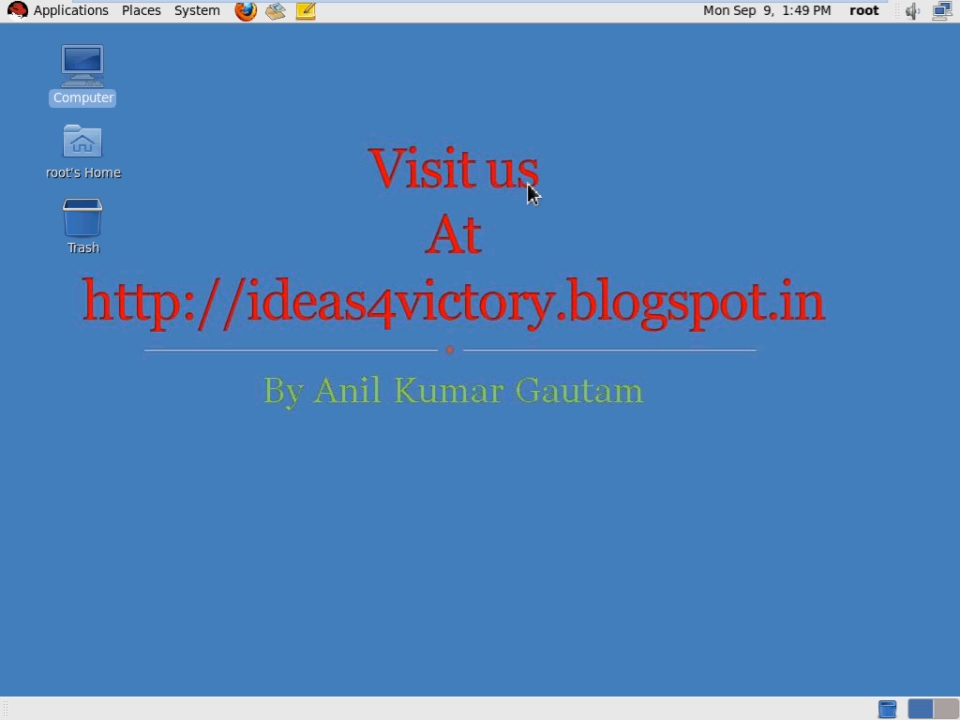 Applications Places System Mon Sep 9, 1:49 PM root
Computer
root's Home
Trash
Visit us
At
http://ideas4victory.blogspot.in
By Anil Kumar Gautam